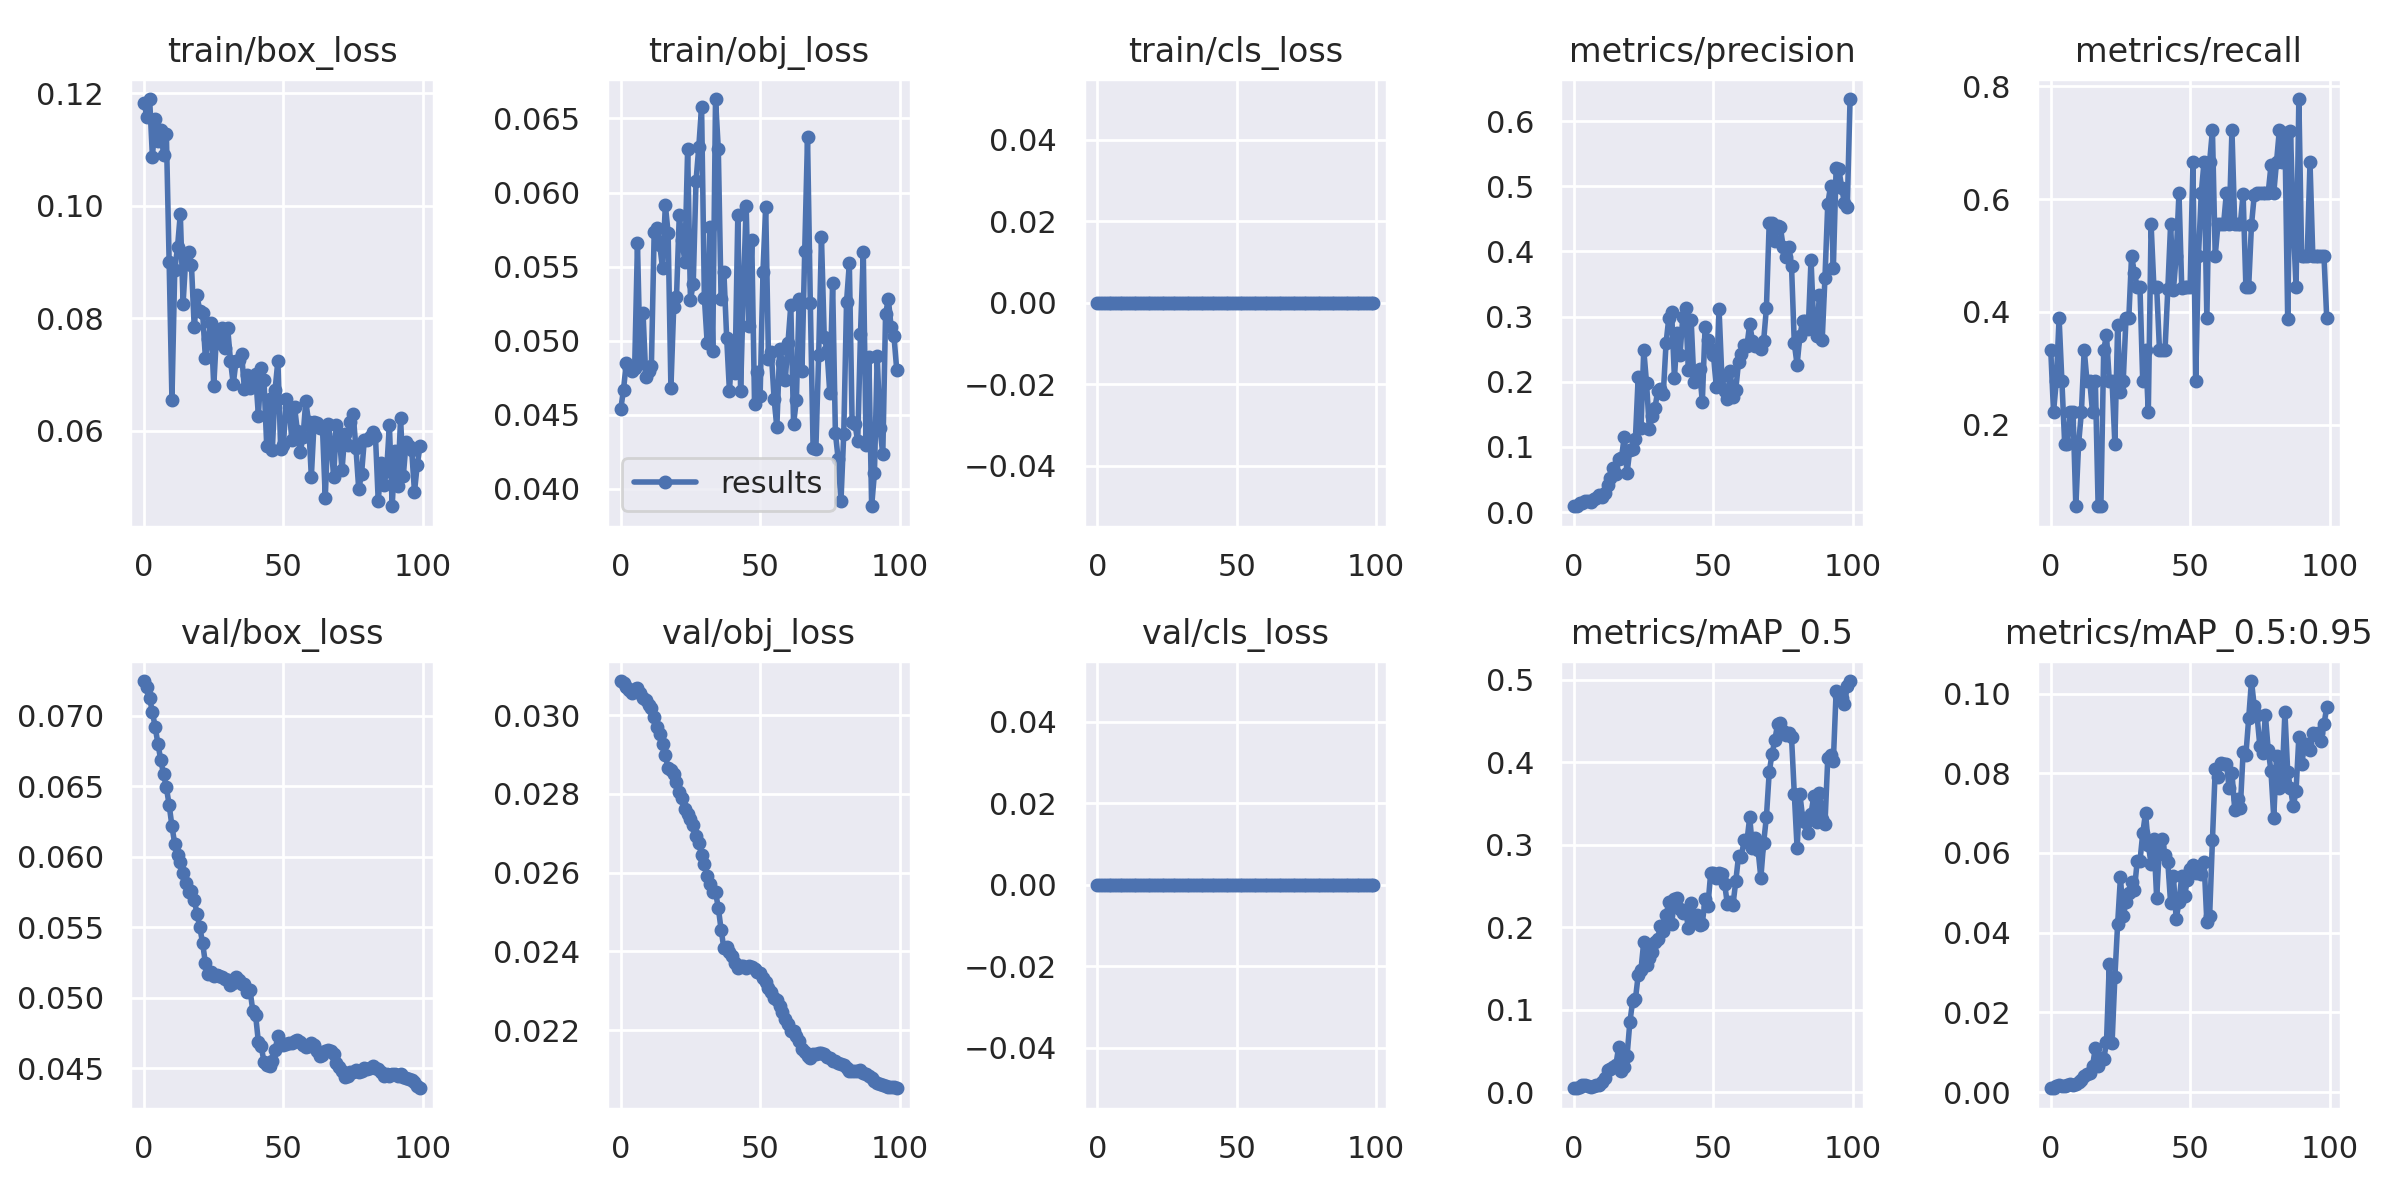 train/box_loss
0.12
0.10
0.08
0.06
0 50 100
train/obj_loss
0.065
0.060
0.055
0.050
0.045
0.040
results
0 50 100
train/cls_loss
0.04
0.02
0.00
−0.02
−0.04
0 50 100
metrics/precision
0.6
0.5
0.4
0.3
0.2
0.1
0.0
0 50 100
metrics/recall
0.8
0.6
0.4
0.2
0 50 100
val/box_loss
0.070
0.065
0.060
0.055
0.050
0.045
0 50 100
val/obj_loss
0.030
0.028
0.026
0.024
0.022
0 50 100
val/cls_loss
0.04
0.02
0.00
−0.02
−0.04
0 50 100
metrics/mAP_0.5
0.5
0.4
0.3
0.2
0.1
0.0
0 50 100
metrics/mAP_0.5:0.95
0.10
0.08
0.06
0.04
0.02
0.00
0 50 100